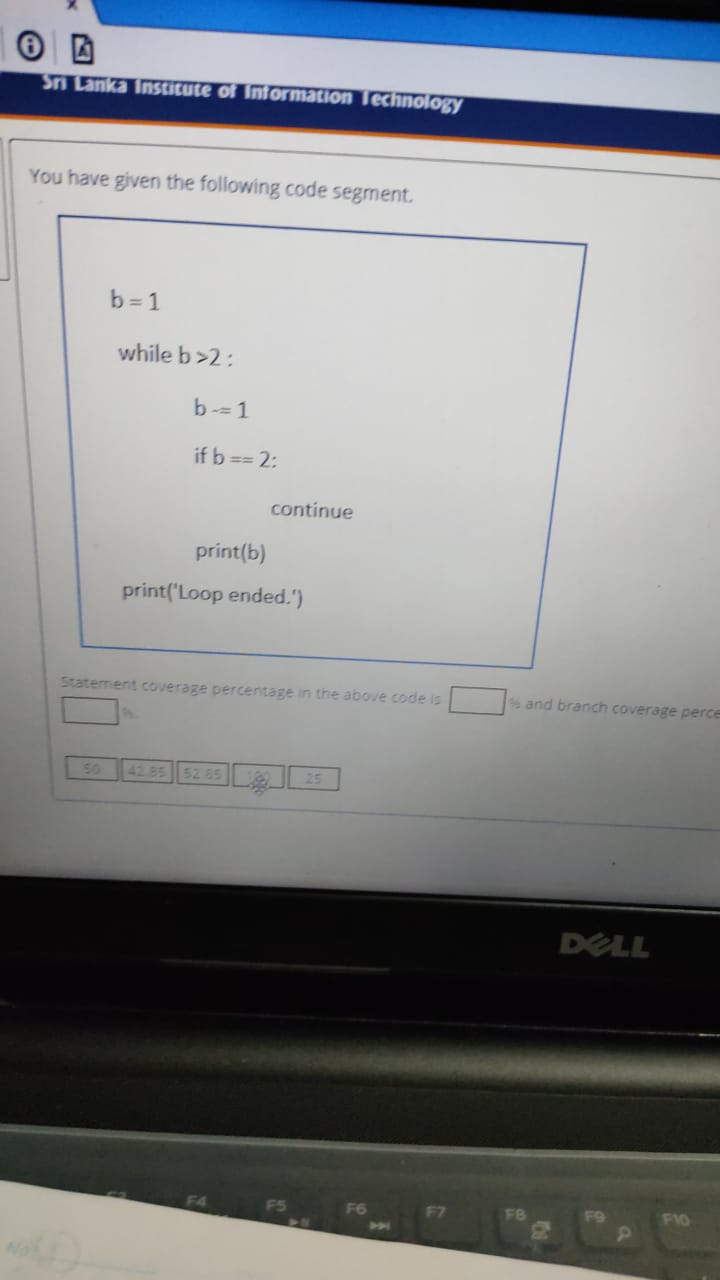 Sri Lanka Institute of Information Technology
You have given the following code segment.
b = 1
while b >2 :
b -= 1
if b == 2:
continue
print(b)
print('Loop ended.')
Statement coverage percentage in the above code is % and branch coverage perce
%.
50 42.85 52.85 100 25
DELL
F4 F5 F6 F7 F8 F9 F10